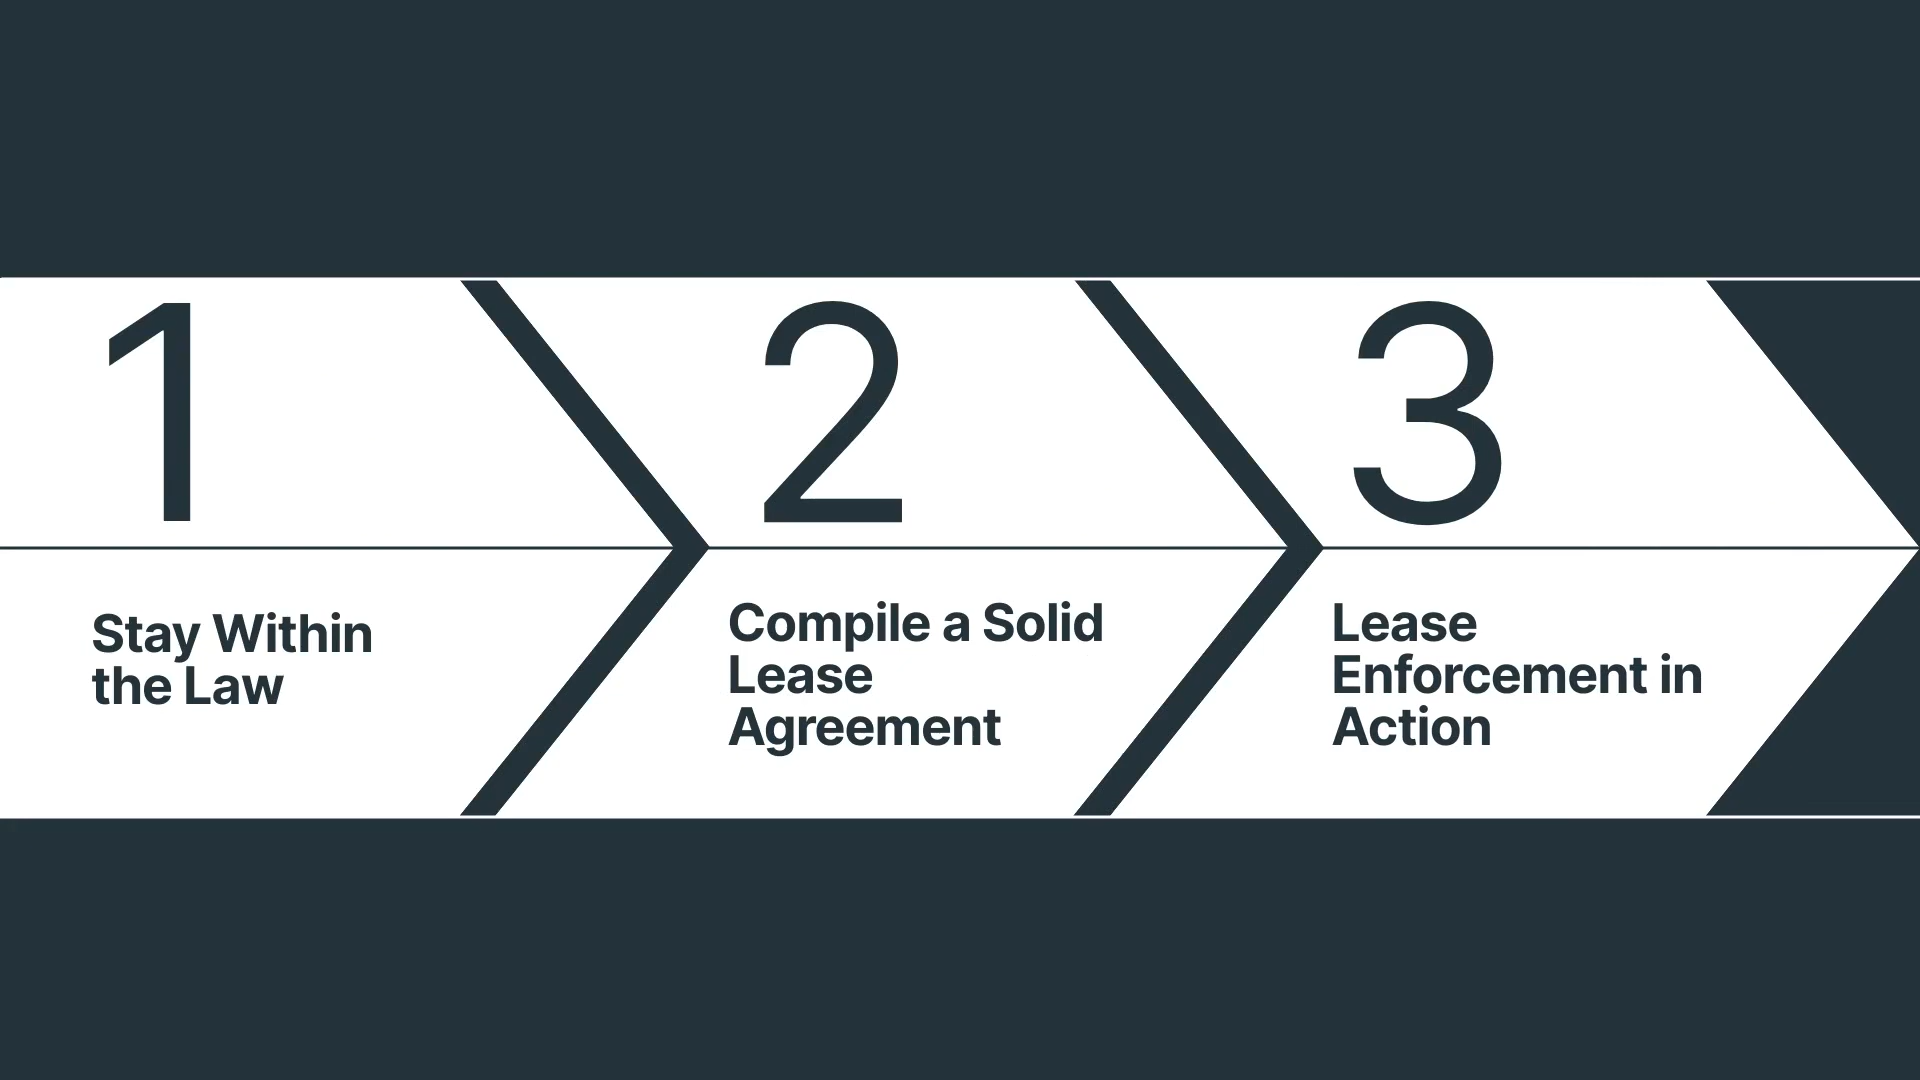 1
Stay Within
the Law
2
Compile a Solid
Lease
Agreement
3
Lease
Enforcement in
Action